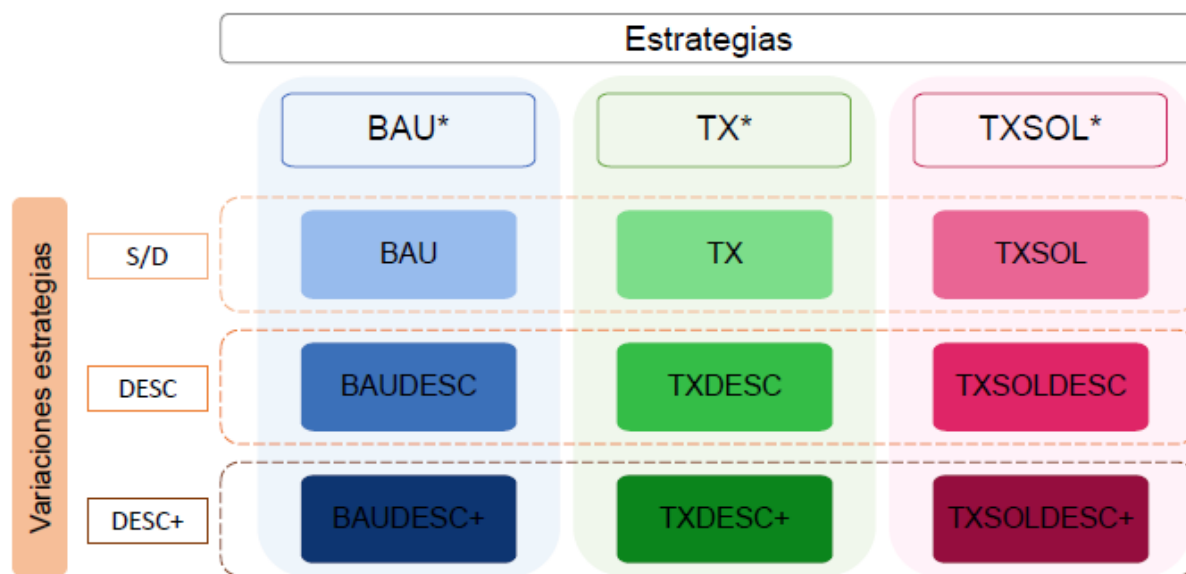 Estrategias
BAU*
TX*
TXSOL*
Variaciones estrategias
S/D
BAU
TX
TXSOL
DESC
BAUDESC
TXDESC
TXSOLDESC
DESC+
BAUDESC+
TXDESC+
TXSOLDESC+